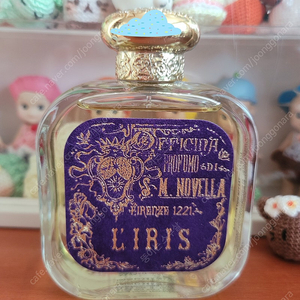 OFFICINA
PROFUMO
·DI·
S. M. NOVELLA
FIRENZE 1221
L'IRIS